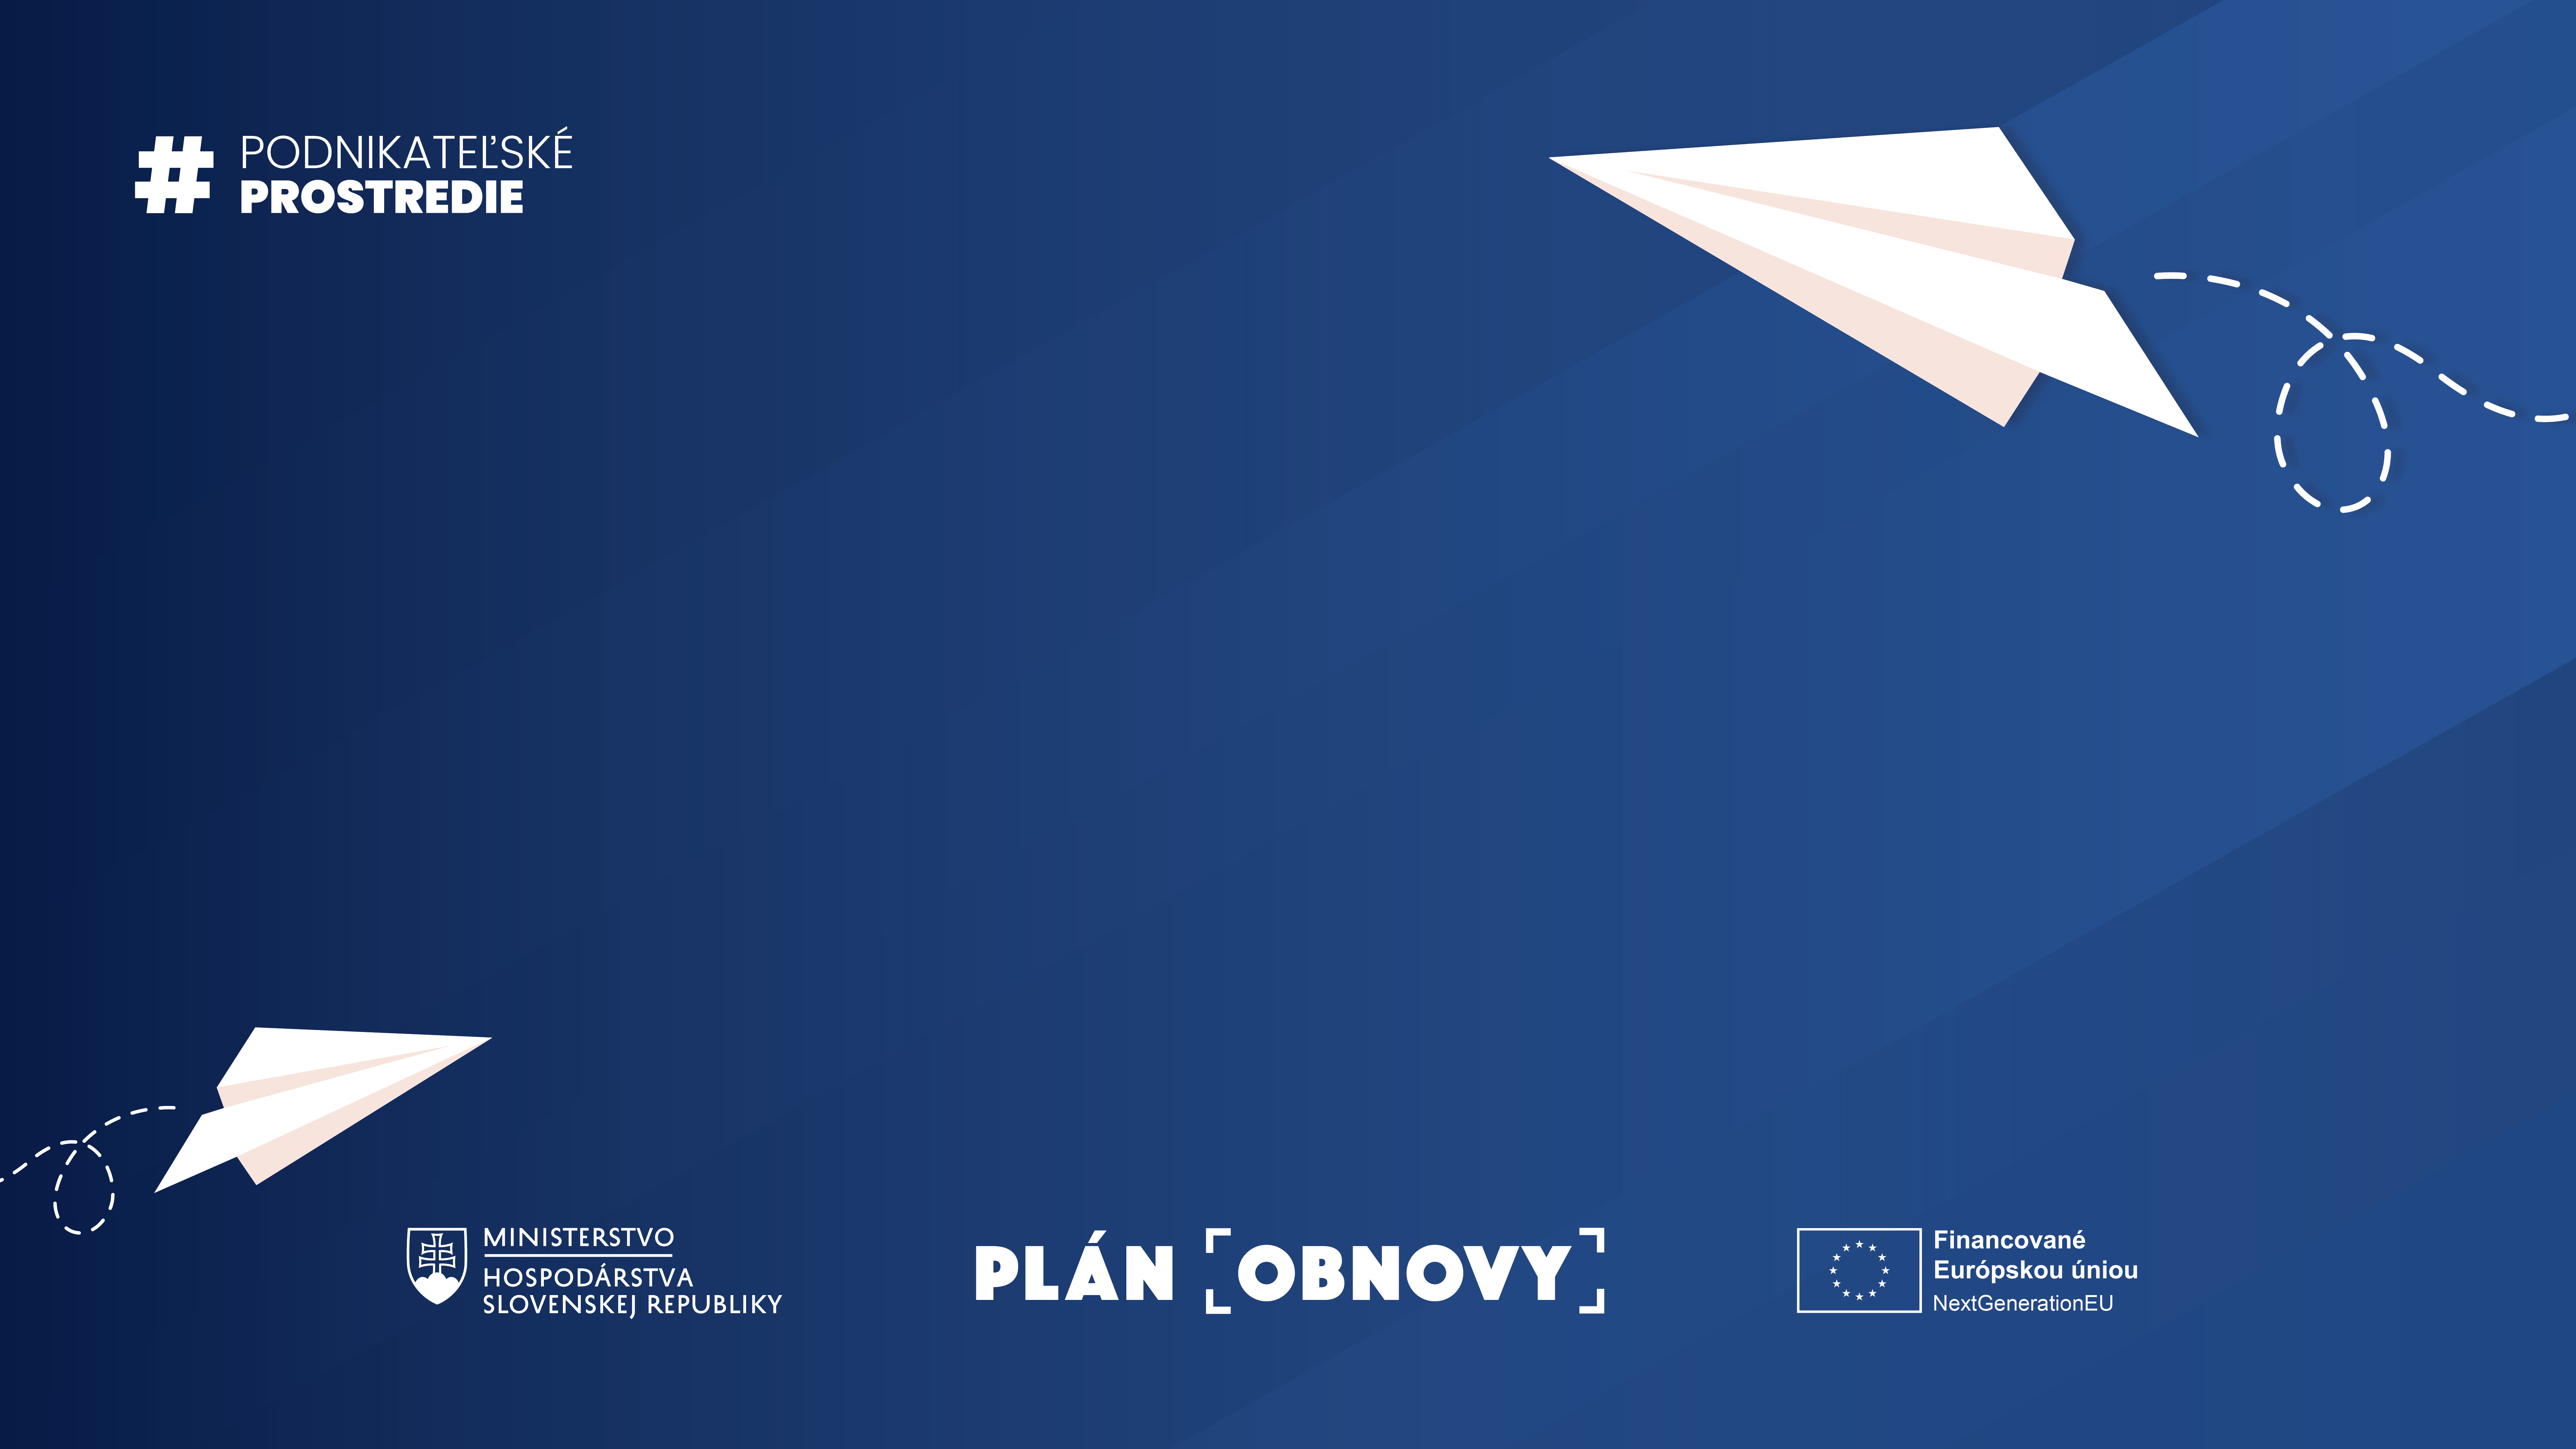 # PODNIKATEĽSKÉ
PROSTREDIE
MINISTERSTVO
HOSPODÁRSTVA
SLOVENSKEJ REPUBLIKY
PLÁN [OBNOVY]
Financované
Európskou úniou
NextGenerationEU